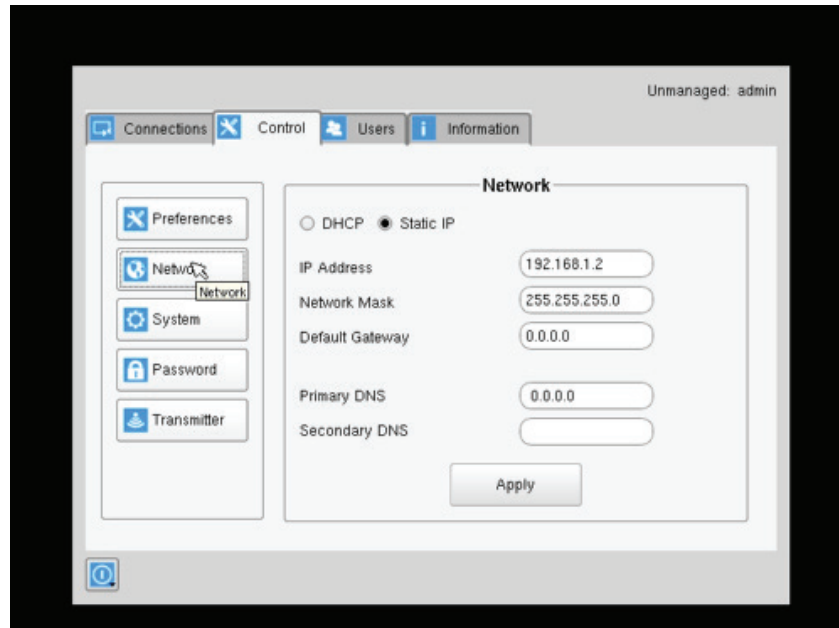 Unmanaged: admin
Connections Control Users Information
Preferences
Network
Network
System
Password
Transmitter
Network
DHCP Static IP
IP Address 192.168.1.2
Network Mask 255.255.255.0
Default Gateway 0.0.0.0
Primary DNS 0.0.0.0
Secondary DNS
Apply